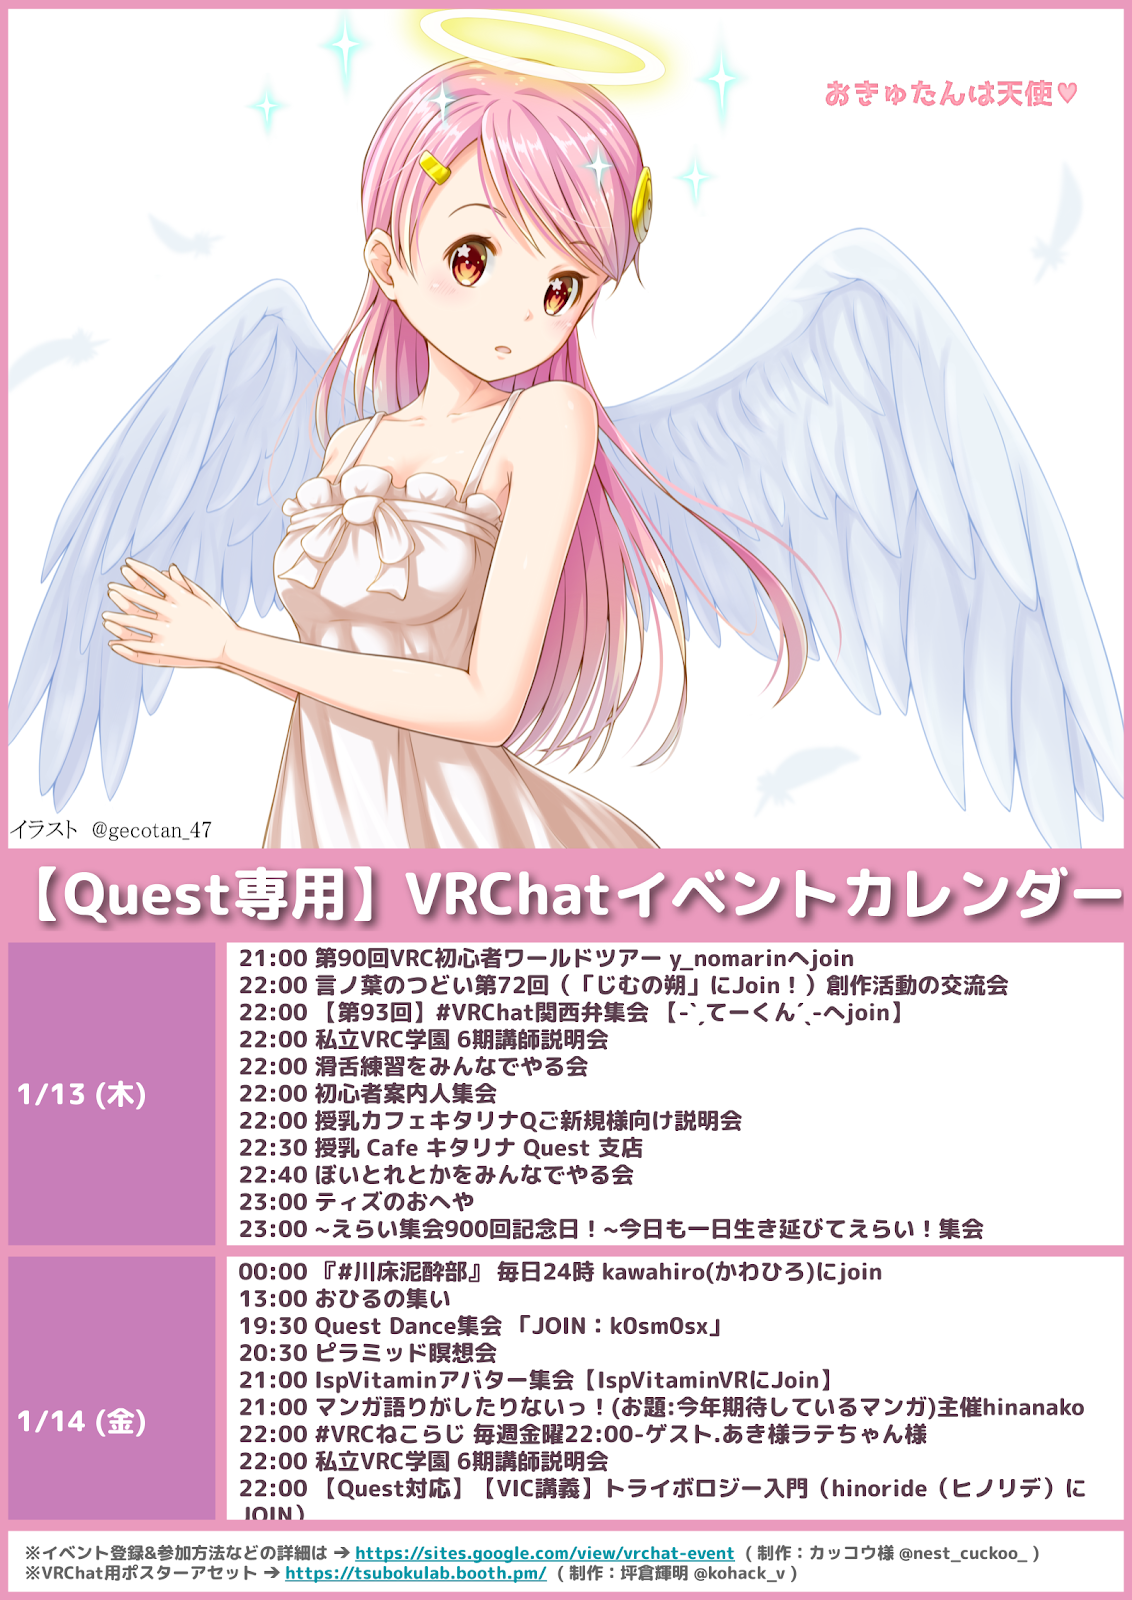 おきゅたんは天使♥
イラスト @gecotan_47
【Quest専用】VRChatイベントカレンダー
1/13 (木)
21:00 第90回VRC初心者ワールドツアー y_nomarinへjoin
22:00 言ノ葉のつどい第72回（「じむの朔」にJoin！）創作活動の交流会
22:00 【第93回】#VRChat関西弁集会 【-`ˏてーくん´ˎ-へjoin】
22:00 私立VRC学園 6期講師説明会
22:00 滑舌練習をみんなでやる会
22:00 初心者案内人集会
22:00 授乳カフェキタリナQご新規様向け説明会
22:30 授乳 Cafe キタリナ Quest 支店
22:40 ぼいとれとかをみんなでやる会
23:00 ティズのおへや
23:00 ~えらい集会900回記念日！~今日も一日生き延びてえらい！集会
1/14 (金)
00:00 『#川床泥酔部』 毎日24時 kawahiro(かわひろ)にjoin
13:00 おひるの集い
19:30 Quest Dance集会 「JOIN：k0sm0sx」
20:30 ピラミッド瞑想会
21:00 IspVitaminアバター集会【IspVitaminVRにJoin】
21:00 マンガ語りがしたりないっ！(お題:今年期待しているマンガ)主催hinanako
22:00 #VRCねこらじ 毎週金曜22:00-ゲスト.あき様ラテちゃん様
22:00 私立VRC学園 6期講師説明会
22:00 【Quest対応】【VIC講義】トライボロジー入門（hinoride（ヒノリデ）に
JOIN）
※イベント登録&参加方法などの詳細は ➔ https://sites.google.com/view/vrchat-event （ 制作：カッコウ様 @nest_cuckoo_ ）
※VRChat用ポスターアセット ➔ https://tsubokulab.booth.pm/ （ 制作：坪倉輝明 @kohack_v ）